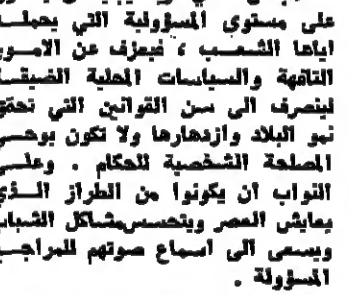 على مستوى المسؤولية التي يحملها
اياها الشعب ، فيعزف عن الامور
التافهة والسياسات المحلية الضيقة
لينصرف الى سن القوانين التي تحقق
نمو البلاد وازدهارها ولا تكون بوحي
المصلحة الشخصية للحكام . وعلى
النواب ان يكونوا من الطراز الذي
يعايش العصر ويتحسس مشاكل الشباب
ويسعى الى اسماع صوتهم للمراجع
المسؤولة .